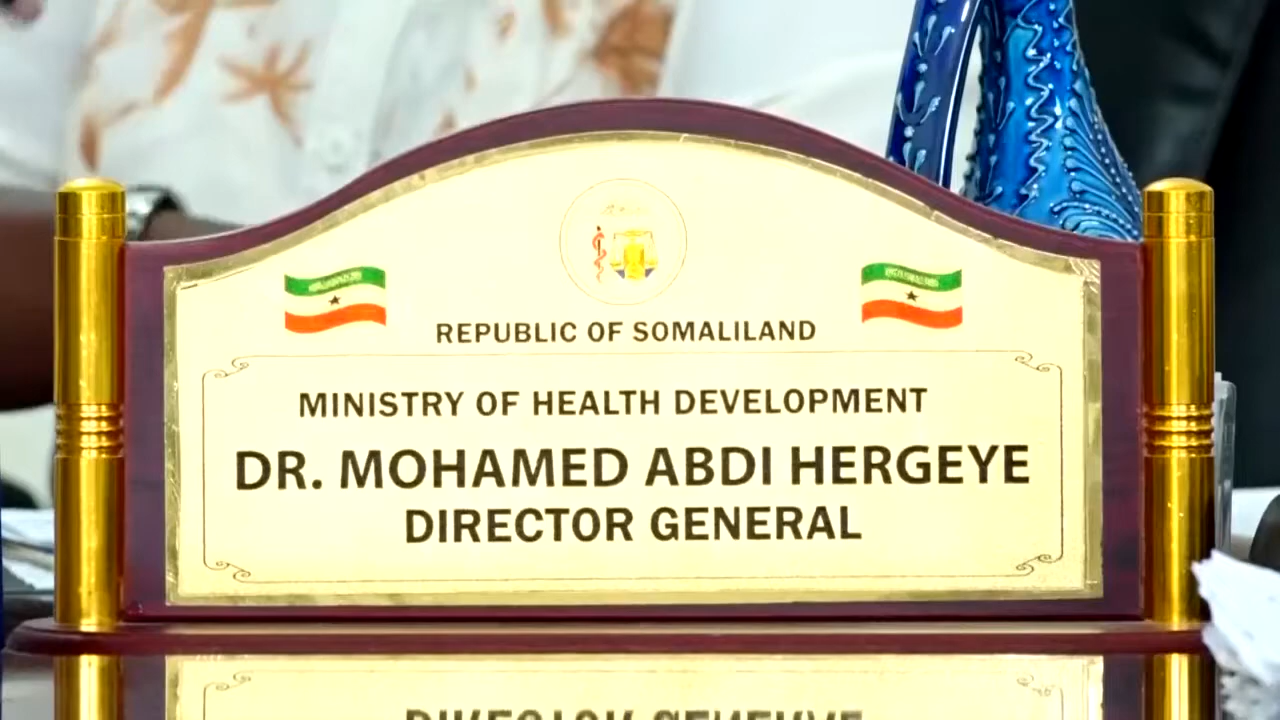 REPUBLIC OF SOMALILAND
MINISTRY OF HEALTH DEVELOPMENT
DR. MOHAMED ABDI HERGEYE
DIRECTOR GENERAL